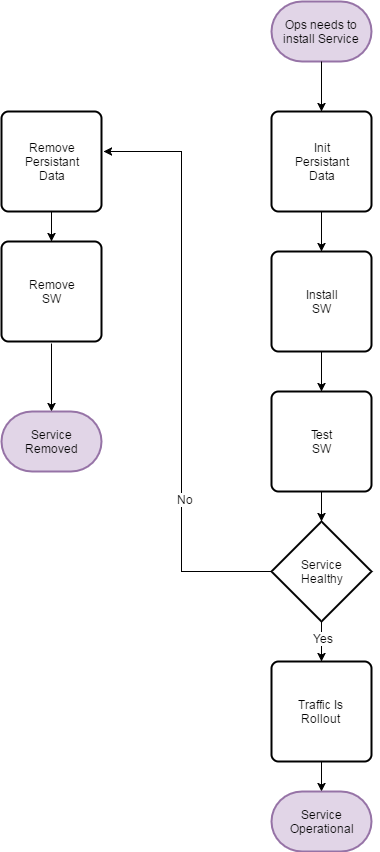 Ops needs to
install Service
Remove
Persistant
Data
Init
Persistant
Data
Remove
SW
Install
SW
Service
Removed
Test
SW
No
Service
Healthy
Yes
Traffic Is
Rollout
Service
Operational